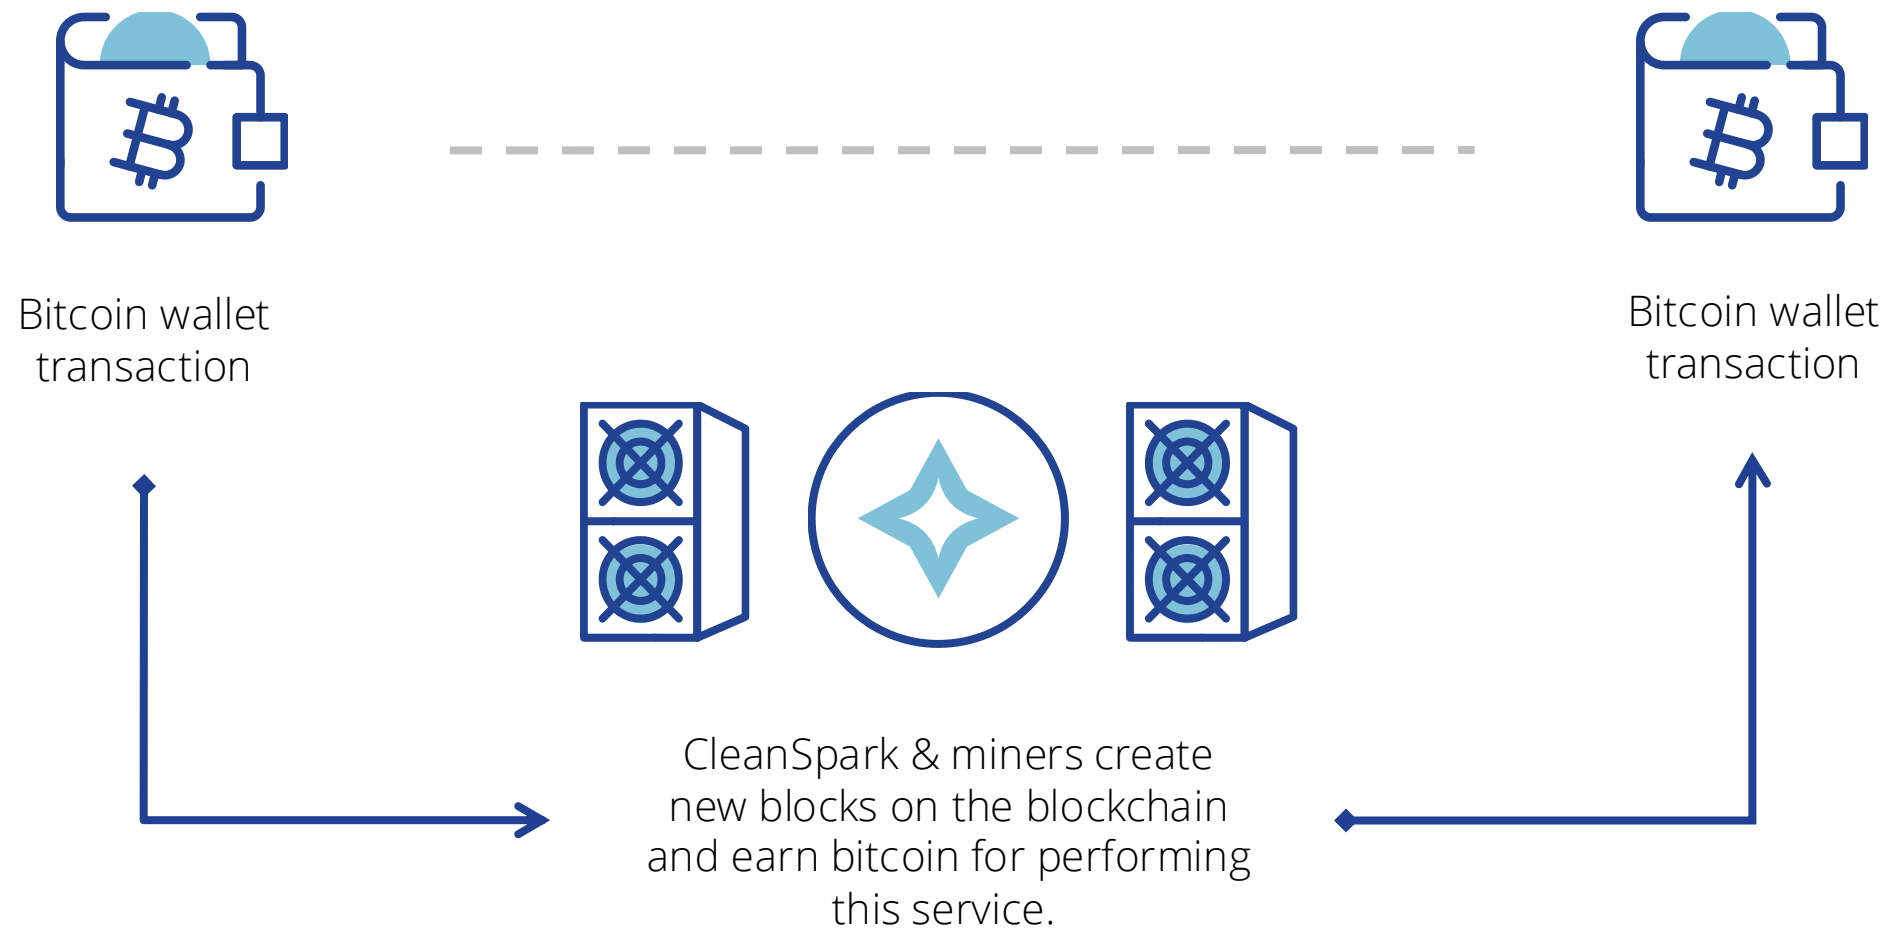 Bitcoin wallet
transaction
Bitcoin wallet
transaction
CleanSpark & miners create
new blocks on the blockchain
and earn bitcoin for performing
this service.